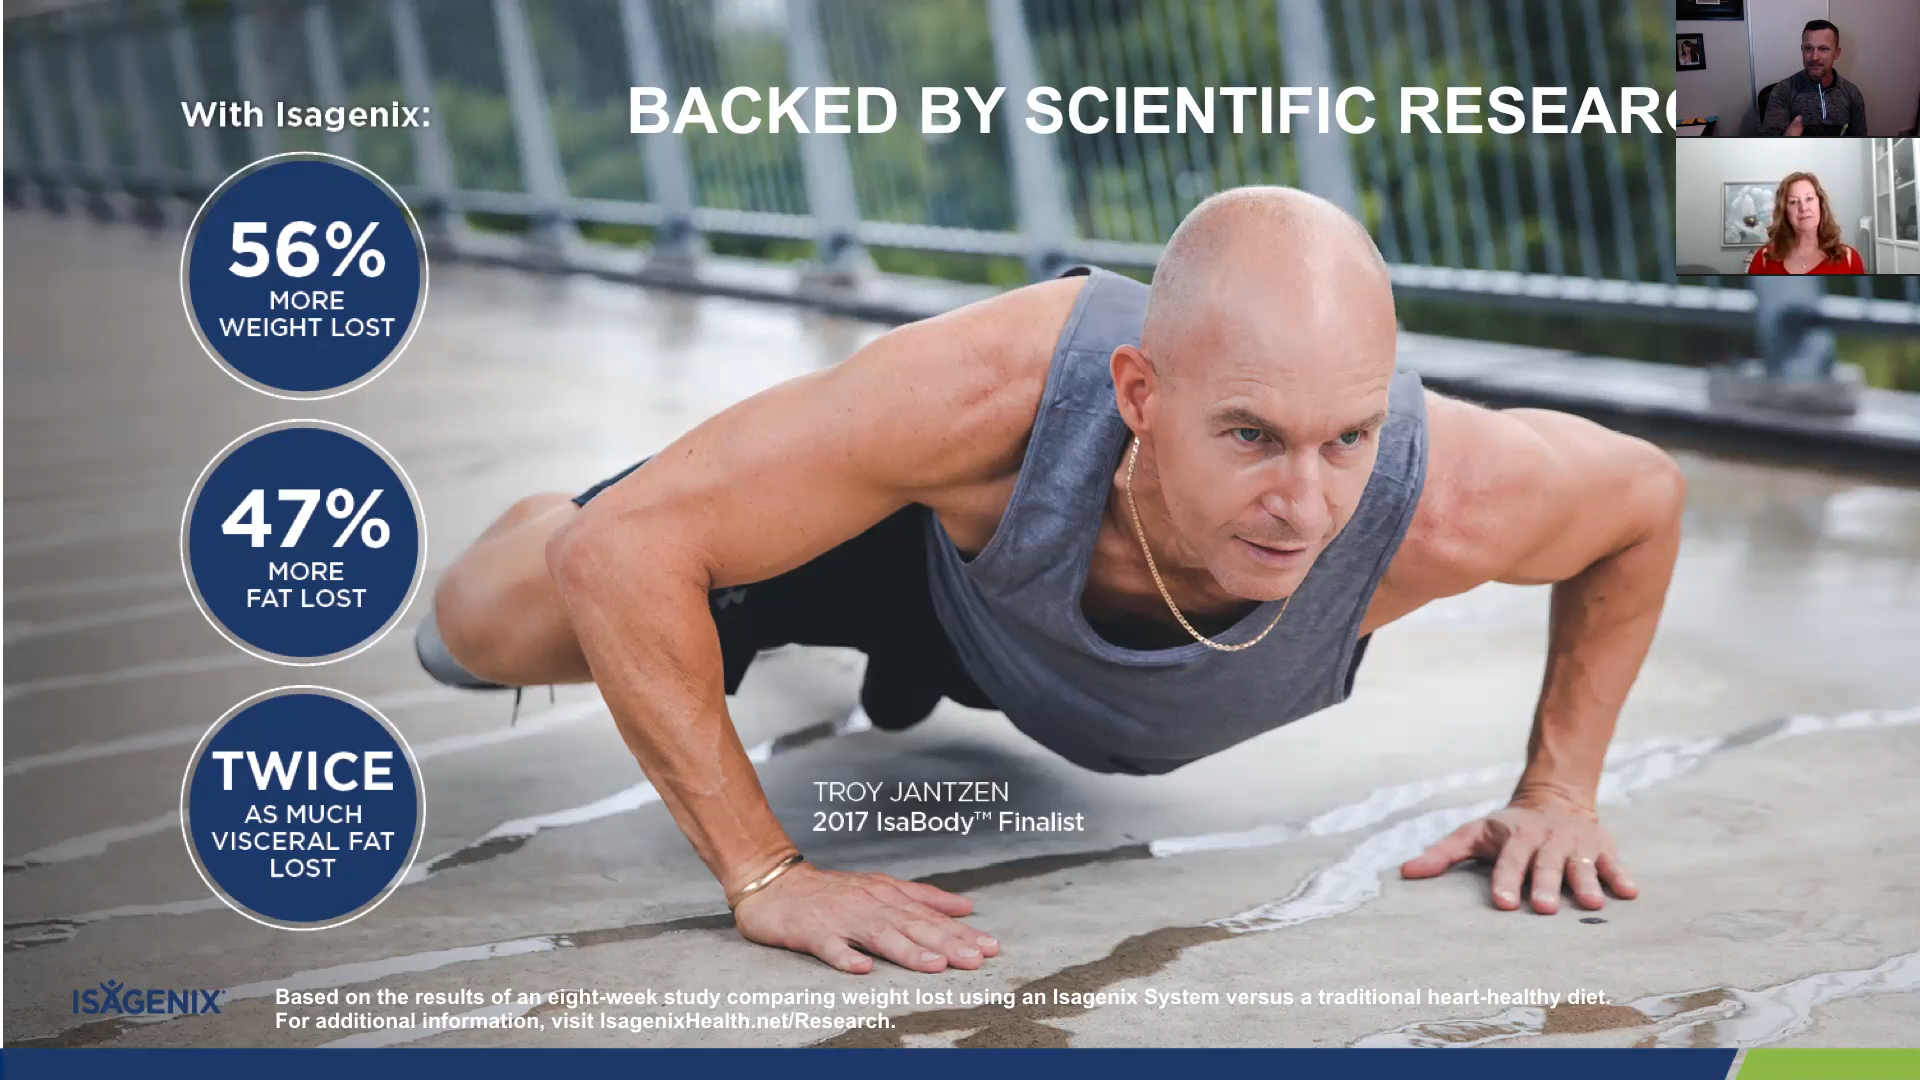 With Isagenix:
BACKED BY SCIENTIFIC RESEAR
56%
MORE
WEIGHT LOST
47%
MORE
FAT LOST
TWICE
AS MUCH
VISCERAL FAT
LOST
TROY JANTZEN
2017 IsaBody™ Finalist
ISAGENIX
Based on the results of an eight-week study comparing weight lost using an Isagenix System versus a traditional heart-healthy diet.
For additional information, visit IsagenixHealth.net/Research.